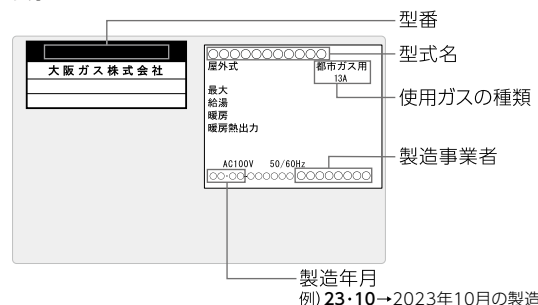 型番
型式名
使用ガスの種類
製造事業者
大阪ガス株式会社
○○○○○○○○○○○
屋外式
都市ガス用
13A
最大
給湯
暖房
暖房熱出力
AC100V 50/60Hz
○○・○○-○○○○○○○○○○○○○○
製造年月
例) 23・10→2023年10月の製造